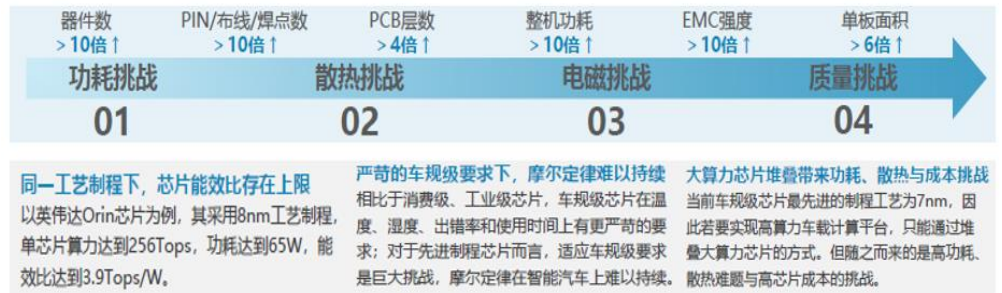 器件数 PIN/布线/焊点数 PCB层数 整机功耗 EMC强度 单板面积
>10倍↑ >10倍↑ >4倍↑ >10倍↑ >10倍↑ >6倍↑
功耗挑战 散热挑战 电磁挑战 质量挑战
01 02 03 04
同一工艺制程下，芯片能效比存在上限
以英伟达Orin芯片为例，其采用8nm工艺制程，
单芯片算力达到256Tops，功耗达到65W，能
效比达到3.9Tops/W。
严苛的车规级要求下，摩尔定律难以持续
相比于消费级、工业级芯片，车规级芯片在温
度、湿度、出错率和使用时间上有更严苛的要
求；对于先进制程芯片而言，适应车规级要求
是巨大挑战，摩尔定律在智能汽车上难以持续。
大算力芯片堆叠带来功耗、散热与成本挑战
当前车规级芯片最先进的制程工艺为7nm，因
此若要实现高算力车载计算平台，只能通过堆
叠大算力芯片的方式。但随之而来的是高功耗、
散热难题与高芯片成本的挑战。